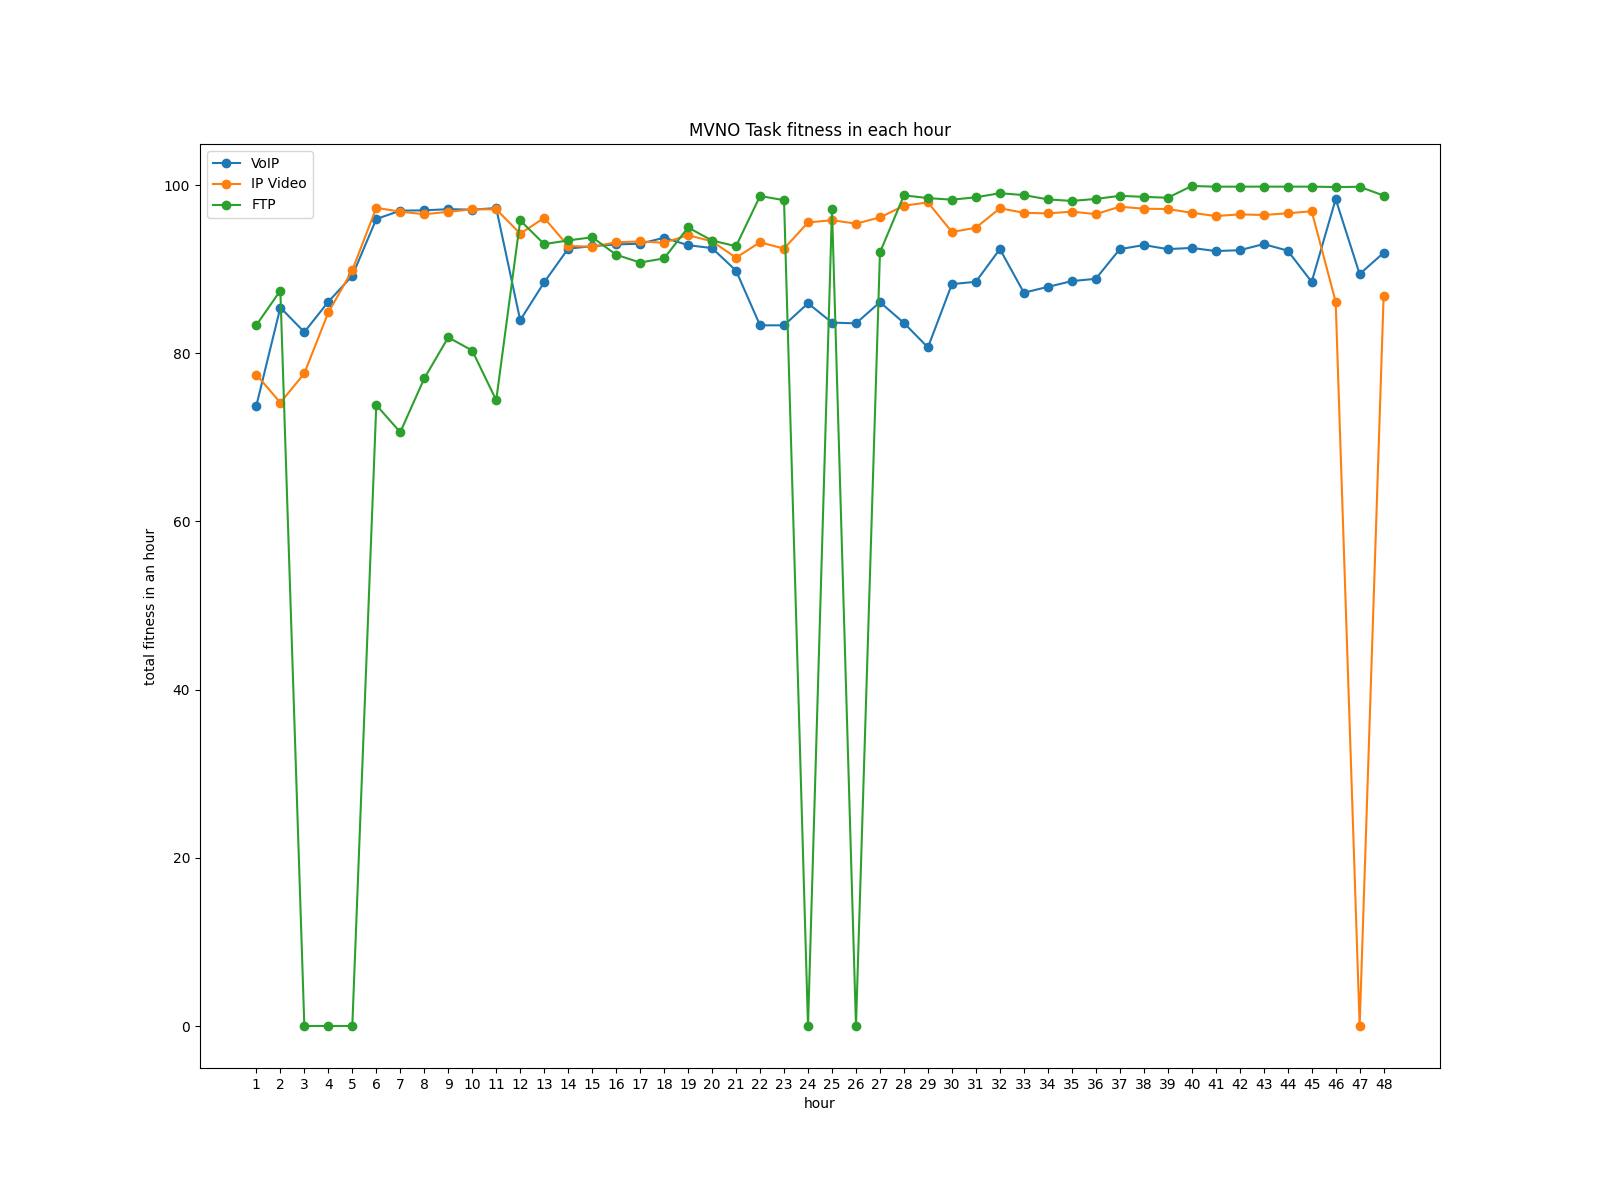 MVNO Task fitness in each hour
VoIP
IP Video
FTP
100
80
60
40
20
0
total fitness in an hour
1 2 3 4 5 6 7 8 9 10 11 12 13 14 15 16 17 18 19 20 21 22 23 24 25 26 27 28 29 30 31 32 33 34 35 36 37 38 39 40 41 42 43 44 45 46 47 48
hour